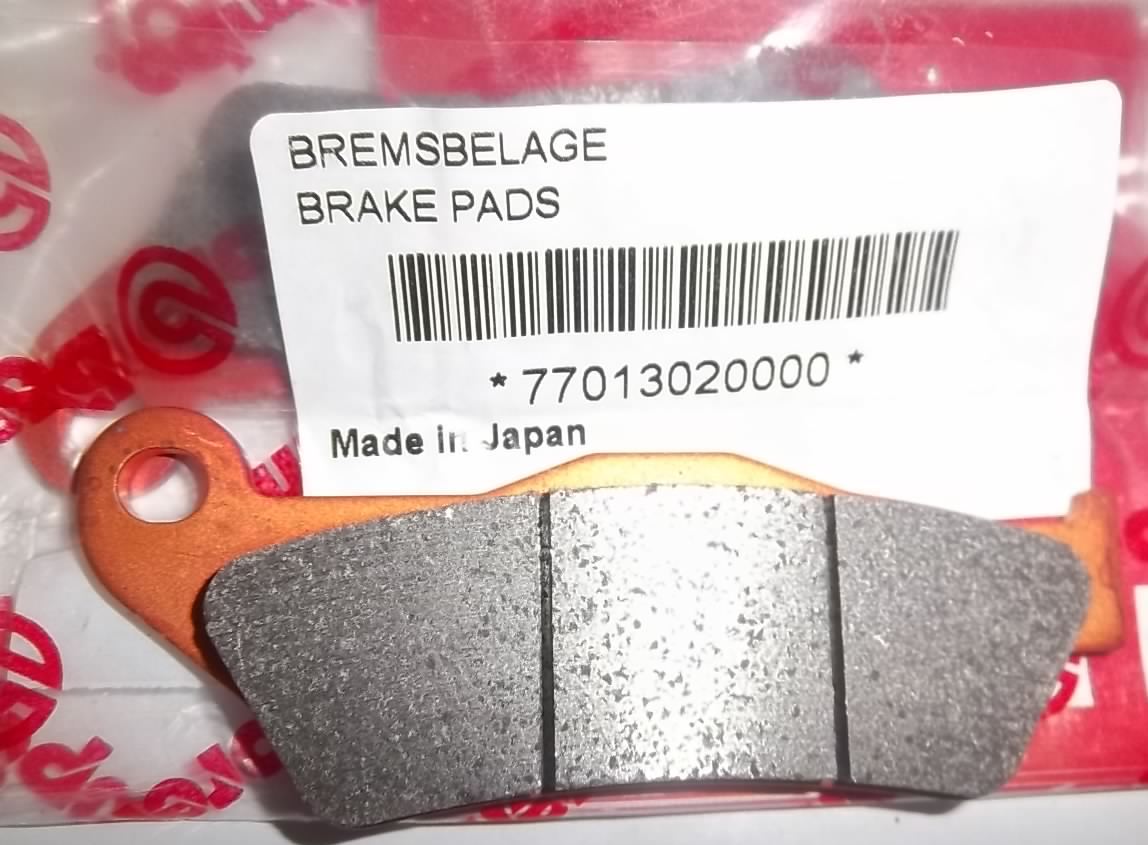 BREMSBELAGE
BRAKE PADS
* 77013020000 *
Made in Japan